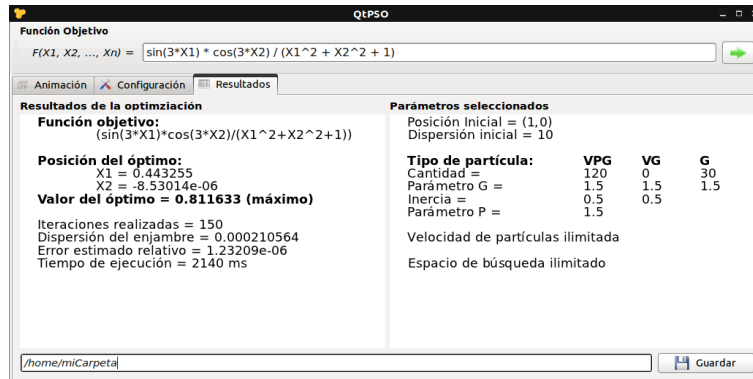 QtPSO
Función Objetivo
F(X1, X2, ..., Xn) = sin(3*X1) * cos(3*X2) / (X1^2 + X2^2 + 1)
Animación Configuración Resultados
Resultados de la optimziación
Función objetivo:
(sin(3*X1)*cos(3*X2)/(X1^2+X2^2+1))
Posición del óptimo:
X1 = 0.443255
X2 = -8.53014e-06
Valor del óptimo = 0.811633 (máximo)
Iteraciones realizadas = 150
Dispersión del enjambre = 0.000210564
Error estimado relativo = 1.23209e-06
Tiempo de ejecución = 2140 ms
Parámetros seleccionados
Posición Inicial = (1,0)
Dispersión inicial = 10
Tipo de partícula: VPG VG G
Cantidad = 120 0 30
Parámetro G = 1.5 1.5 1.5
Inercia = 0.5 0.5
Parámetro P = 1.5
Velocidad de partículas ilimitada
Espacio de búsqueda ilimitado
/home/miCarpeta
Guardar